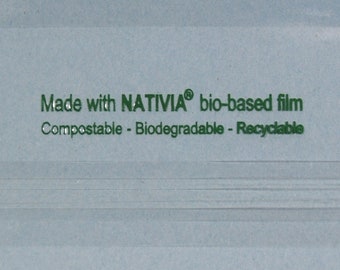 Made with NATIVIA® bio-based film
Compostable - Biodegradable - Recyclable